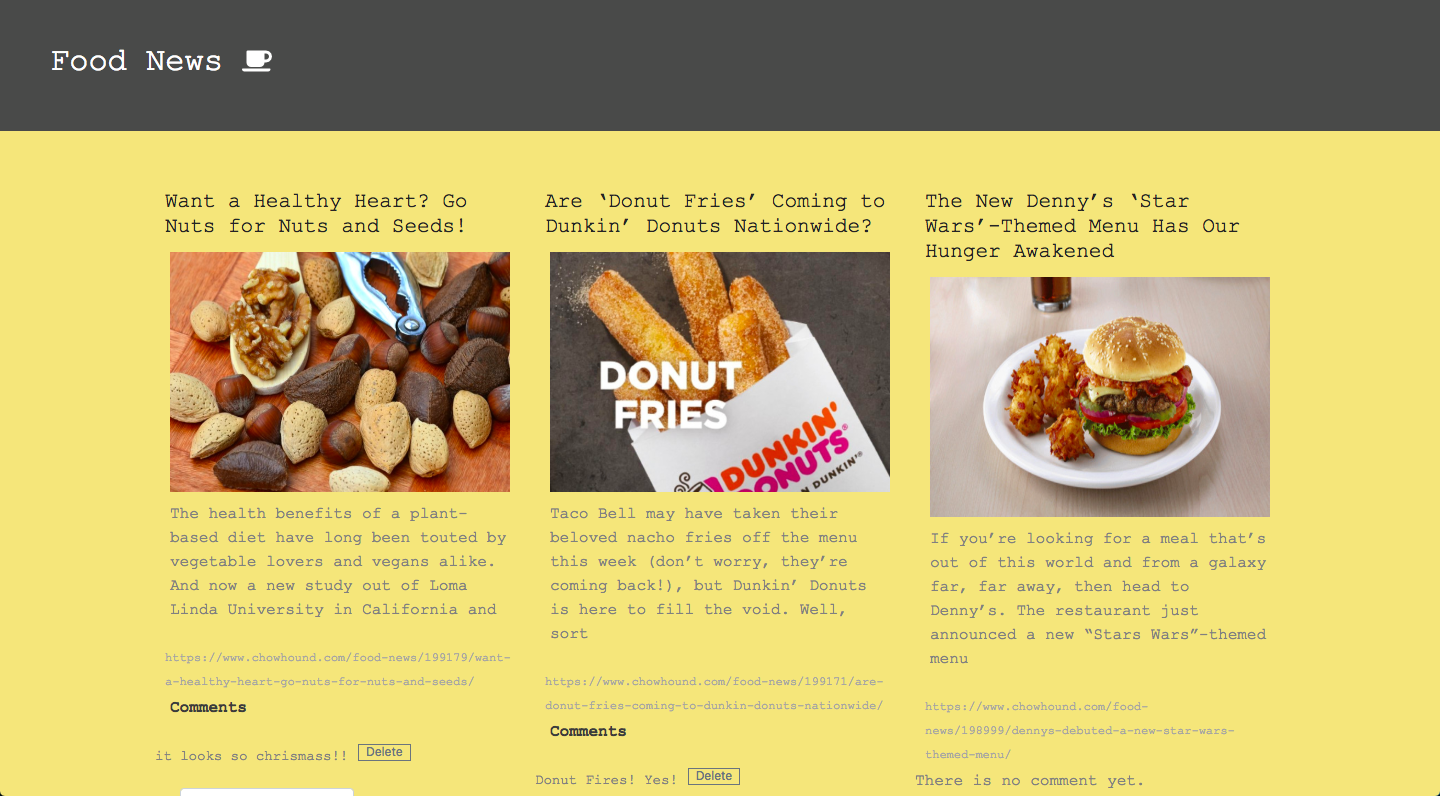 Food News
Want a Healthy Heart? Go
Nuts for Nuts and Seeds!
The health benefits of a plant-
based diet have long been touted by
vegetable lovers and vegans alike.
And now a new study out of Loma
Linda University in California and
https://www.chowhound.com/food-news/199179/want-
a-healthy-heart-go-nuts-for-nuts-and-seeds/
Comments
it looks so chrismass!! Delete
Are ‘Donut Fries’ Coming to
Dunkin’ Donuts Nationwide?
DONUT
FRIES
DUNKIN'
DONUTS
N DUNKIN'
Taco Bell may have taken their
beloved nacho fries off the menu
this week (don’t worry, they’re
coming back!), but Dunkin’ Donuts
is here to fill the void. Well,
sort
https://www.chowhound.com/food-news/199171/are-
donut-fries-coming-to-dunkin-donuts-nationwide/
Comments
Donut Fires! Yes! Delete
The New Denny’s ‘Star
Wars’-Themed Menu Has Our
Hunger Awakened
If you’re looking for a meal that’s
out of this world and from a galaxy
far, far away, then head to
Denny’s. The restaurant just
announced a new “Stars Wars”-themed
menu
https://www.chowhound.com/food-
news/198999/dennys-debuted-a-new-star-wars-
themed-menu/
There is no comment yet.